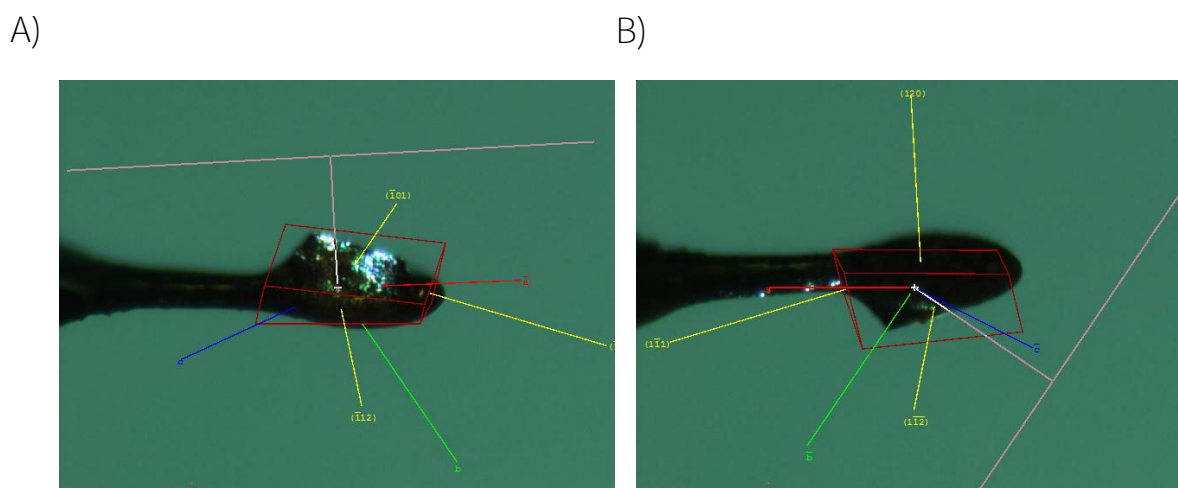 A)
B)
(1̅01)
a̅
c
(1̅12)
b
(120)
(11̅1)
c̅
(11̅2̅)
b̅